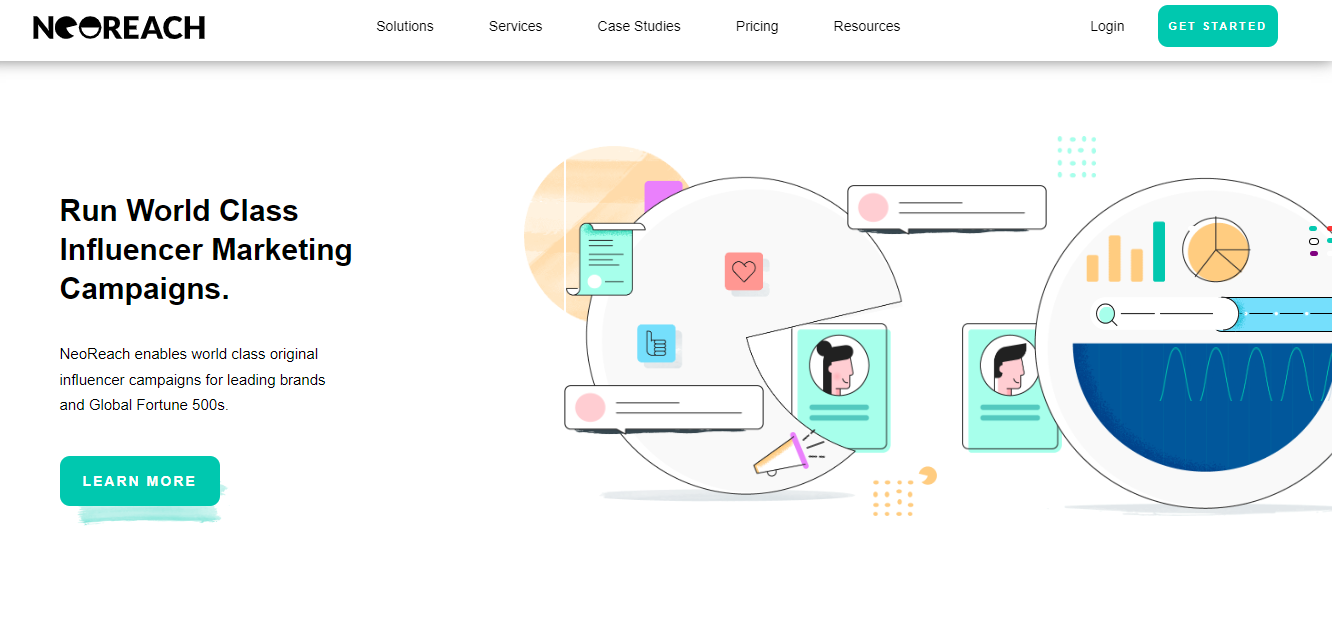 NEOREACH
Solutions
Services
Case Studies
Pricing
Resources
Login
GET STARTED
Run World Class
Influencer Marketing
Campaigns.
NeoReach enables world class original
influencer campaigns for leading brands
and Global Fortune 500s.
LEARN MORE